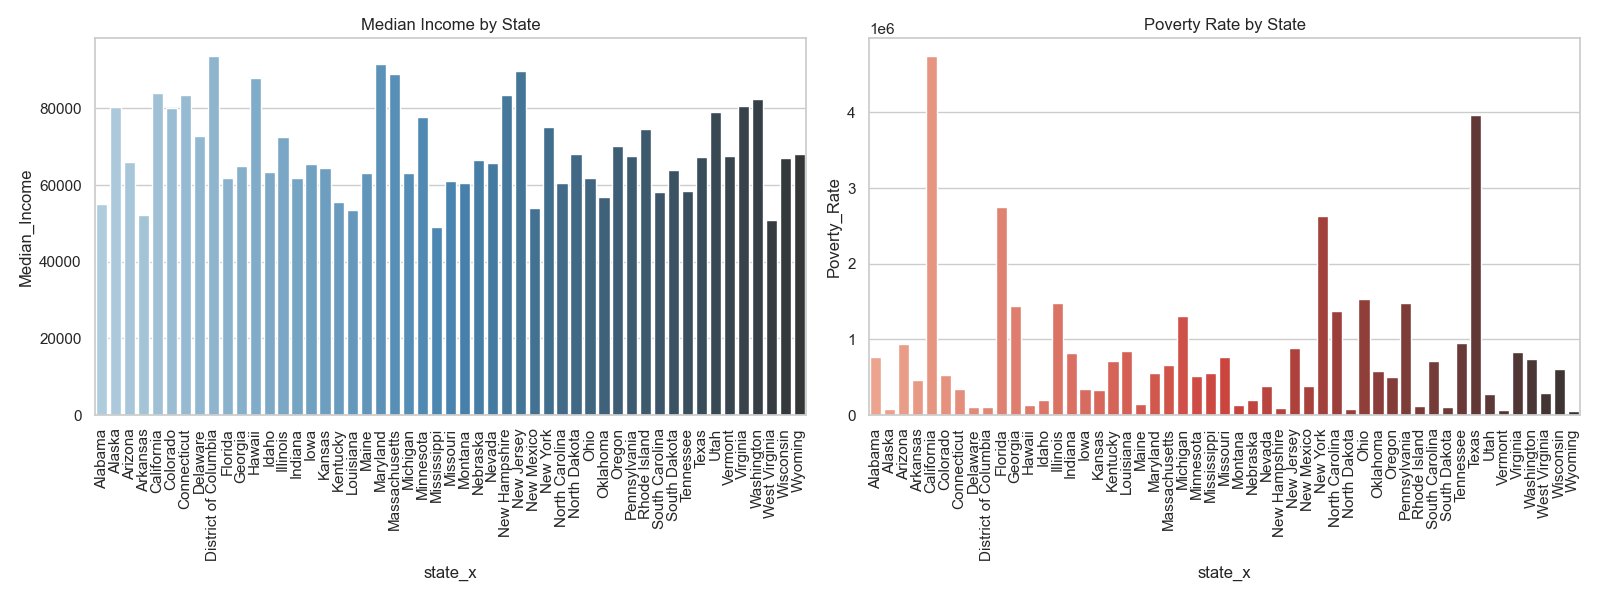 Median Income by State
Median_Income
80000
60000
40000
20000
0
Alabama
Alaska
Arizona
Arkansas
California
Colorado
Connecticut
Delaware
District of Columbia
Florida
Georgia
Hawaii
Idaho
Illinois
Indiana
Iowa
Kansas
Kentucky
Louisiana
Maine
Maryland
Massachusetts
Michigan
Minnesota
Mississippi
Missouri
Montana
Nebraska
Nevada
New Hampshire
New Jersey
New Mexico
New York
North Carolina
North Dakota
Ohio
Oklahoma
Oregon
Pennsylvania
Rhode Island
South Carolina
South Dakota
Tennessee
Texas
Utah
Vermont
Virginia
Washington
West Virginia
Wisconsin
Wyoming
state_x
Poverty Rate by State
1e6
Poverty_Rate
4
3
2
1
0
Alabama
Alaska
Arizona
Arkansas
California
Colorado
Connecticut
Delaware
District of Columbia
Florida
Georgia
Hawaii
Idaho
Illinois
Indiana
Iowa
Kansas
Kentucky
Louisiana
Maine
Maryland
Massachusetts
Michigan
Minnesota
Mississippi
Missouri
Montana
Nebraska
Nevada
New Hampshire
New Jersey
New Mexico
New York
North Carolina
North Dakota
Ohio
Oklahoma
Oregon
Pennsylvania
Rhode Island
South Carolina
South Dakota
Tennessee
Texas
Utah
Vermont
Virginia
Washington
West Virginia
Wisconsin
Wyoming
state_x